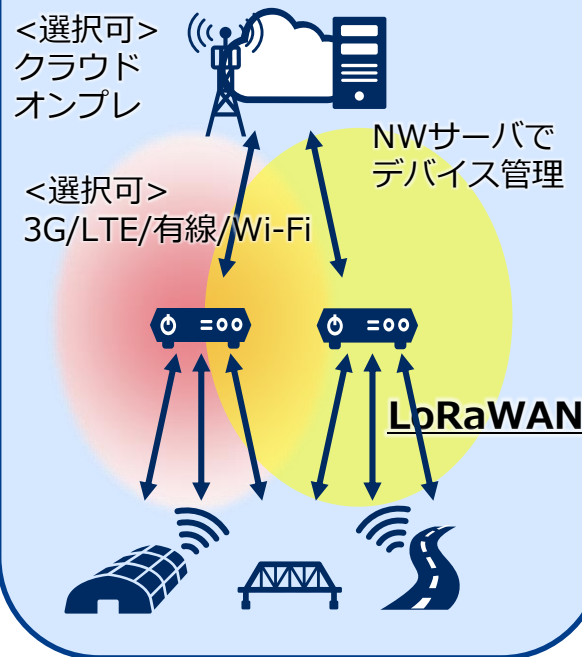 <選択可>
クラウド
オンプレ
NWサーバで
デバイス管理
<選択可>
3G/LTE/有線/Wi-Fi
LoRaWAN